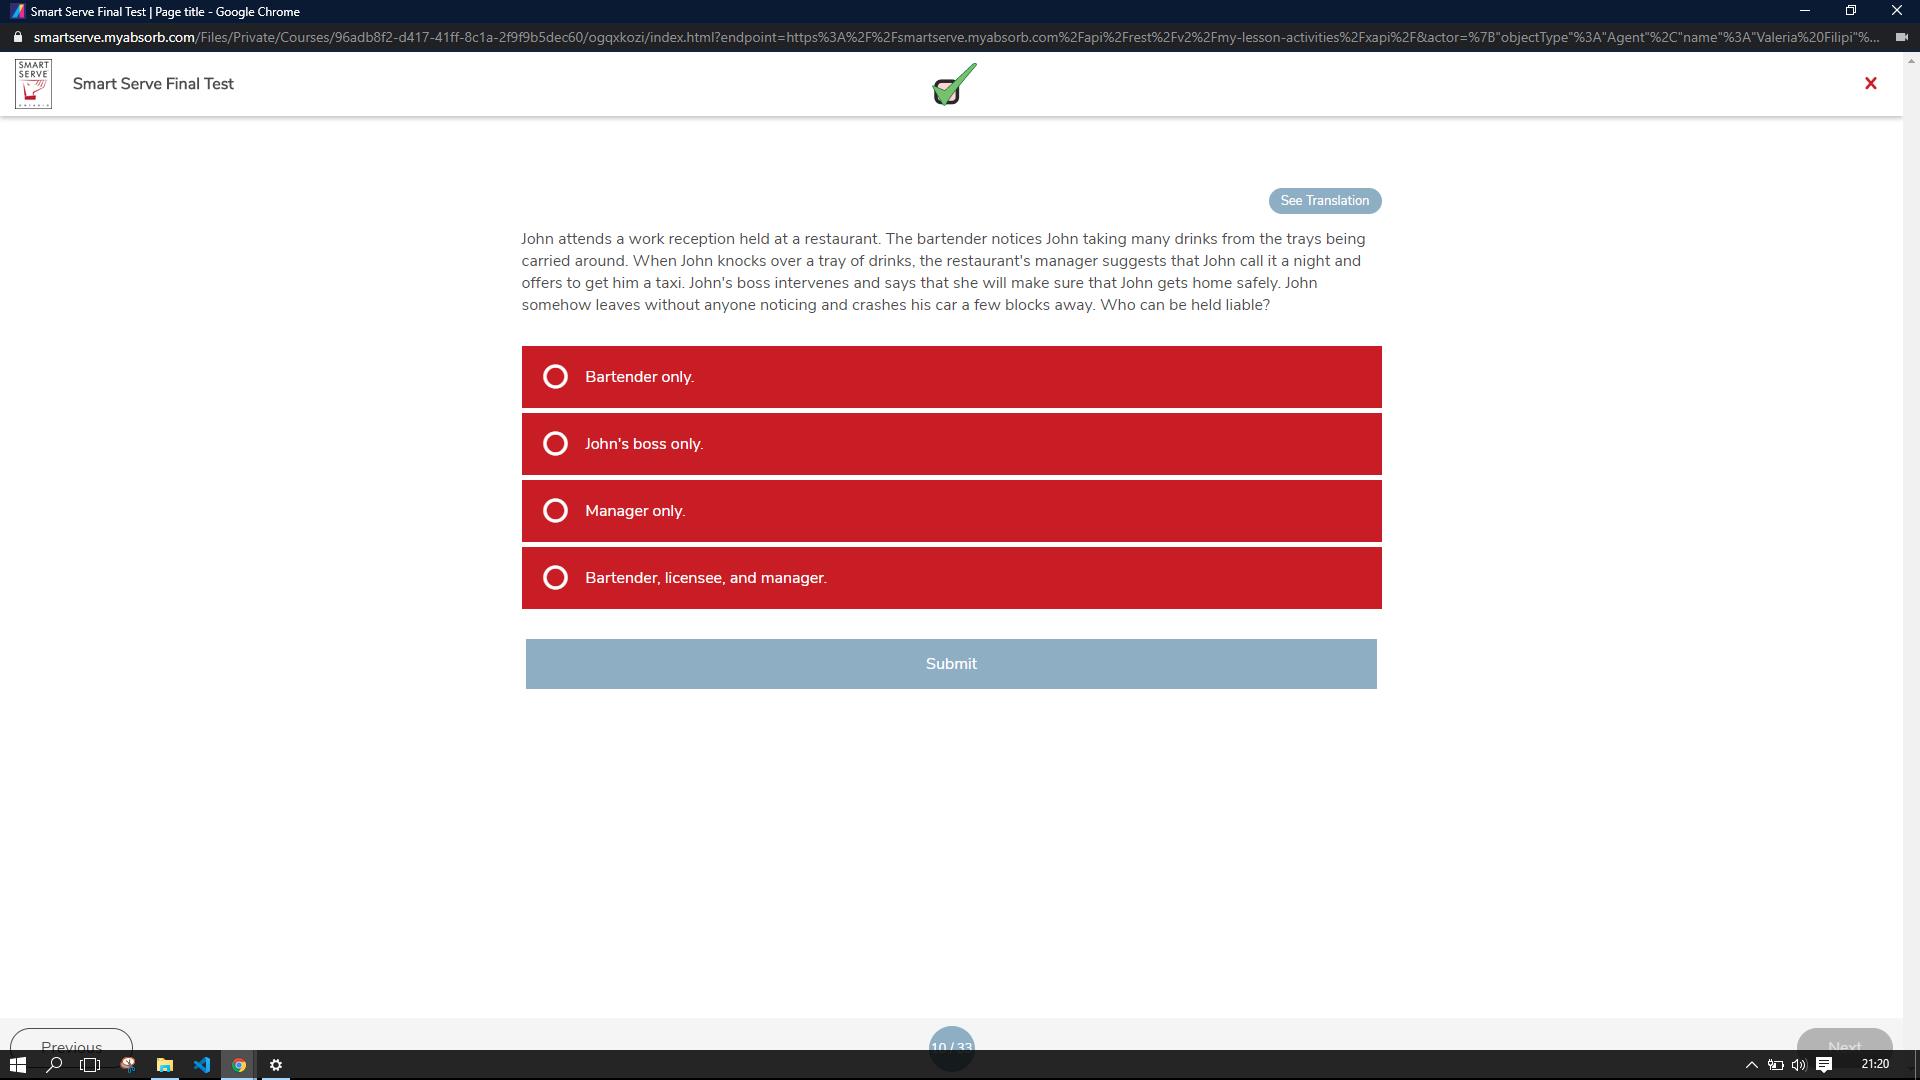 Smart Serve Final Test | Page title - Google Chrome
smartserve.myabsorb.com/Files/Private/Courses/96adb8f2-d417-41ff-8c1a-2f9f9b5dec60/ogqxkozi/index.html?endpoint=https%3A%2F%2Fsmartserve.myabsorb.com%2Fapi%2Frest%2Fv2%2Fmy-lesson-activities%2Fxapi%2F&actor=%7B"objectType"%3A"Agent"%2C"name"%3A"Valeria%20Filipi"%...
SMART
SERVE
Smart Serve Final Test
See Translation
John attends a work reception held at a restaurant. The bartender notices John taking many drinks from the trays being
carried around. When John knocks over a tray of drinks, the restaurant's manager suggests that John call it a night and
offers to get him a taxi. John's boss intervenes and says that she will make sure that John gets home safely. John
somehow leaves without anyone noticing and crashes his car a few blocks away. Who can be held liable?
Bartender only.
John's boss only.
Manager only.
Bartender, licensee, and manager.
Submit
Previous
10 / 33
Next
21:20